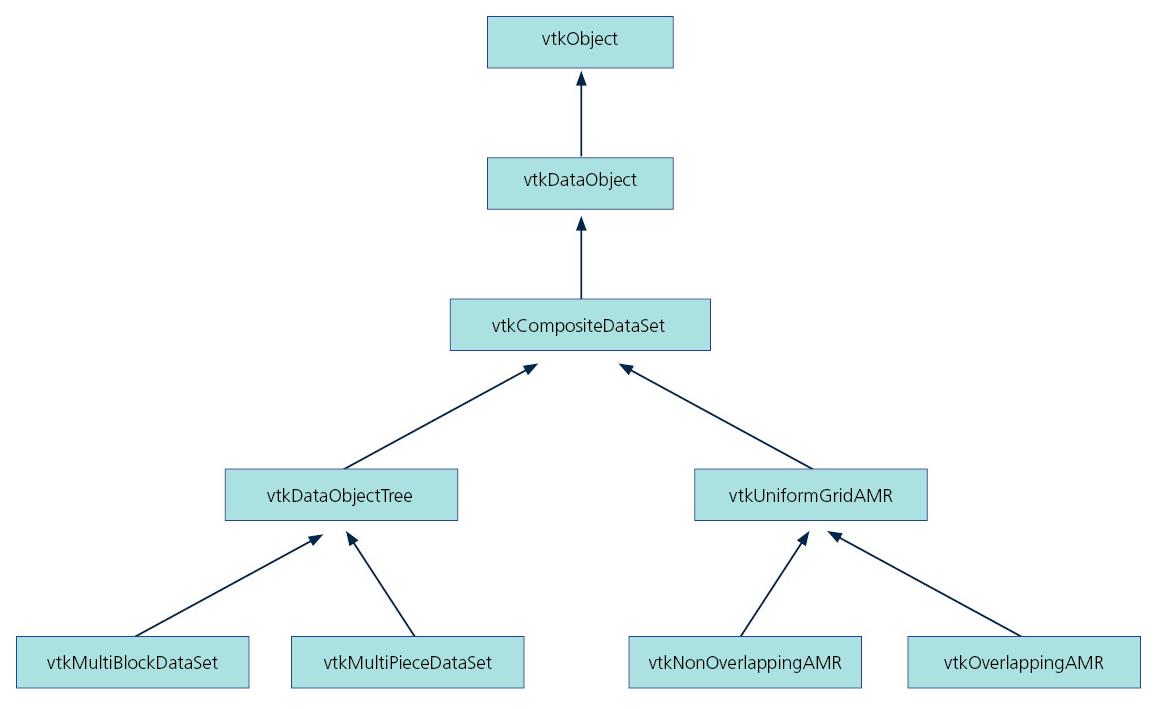 vtkObject
vtkDataObject
vtkCompositeDataSet
vtkDataObjectTree
vtkUniformGridAMR
vtkMultiBlockDataSet
vtkMultiPieceDataSet
vtkNonOverlappingAMR
vtkOverlappingAMR